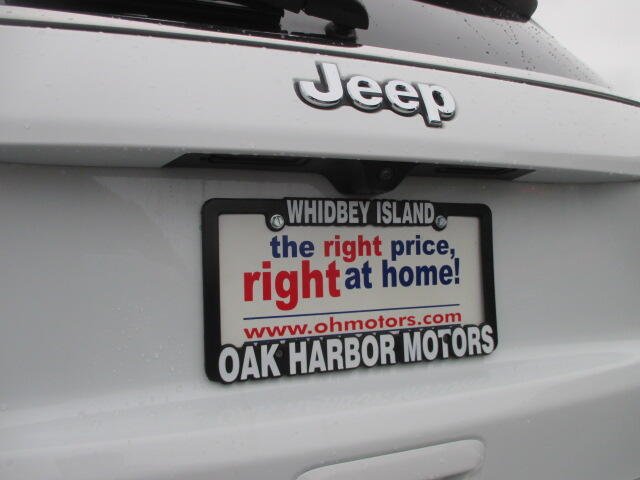 Jeep
WHIDBEY ISLAND
the right price,
right at home!
www.ohmotors.com
OAK HARBOR MOTORS